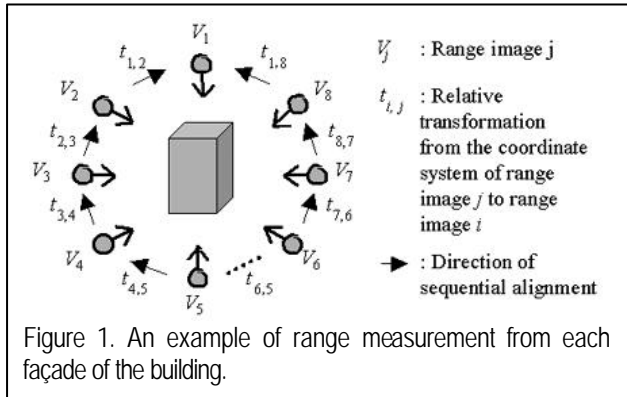 V1
t1,2
t1,8
V2
V8
t2,3
t8,7
V3
V7
t3,4
t7,6
V4
V6
t4,5
V5
t6,5
Vj : Range image j
ti, j : Relative
transformation
from the coordinate
system of range
image j to range
image i
: Direction of
sequential alignment
Figure 1. An example of range measurement from each
façade of the building.